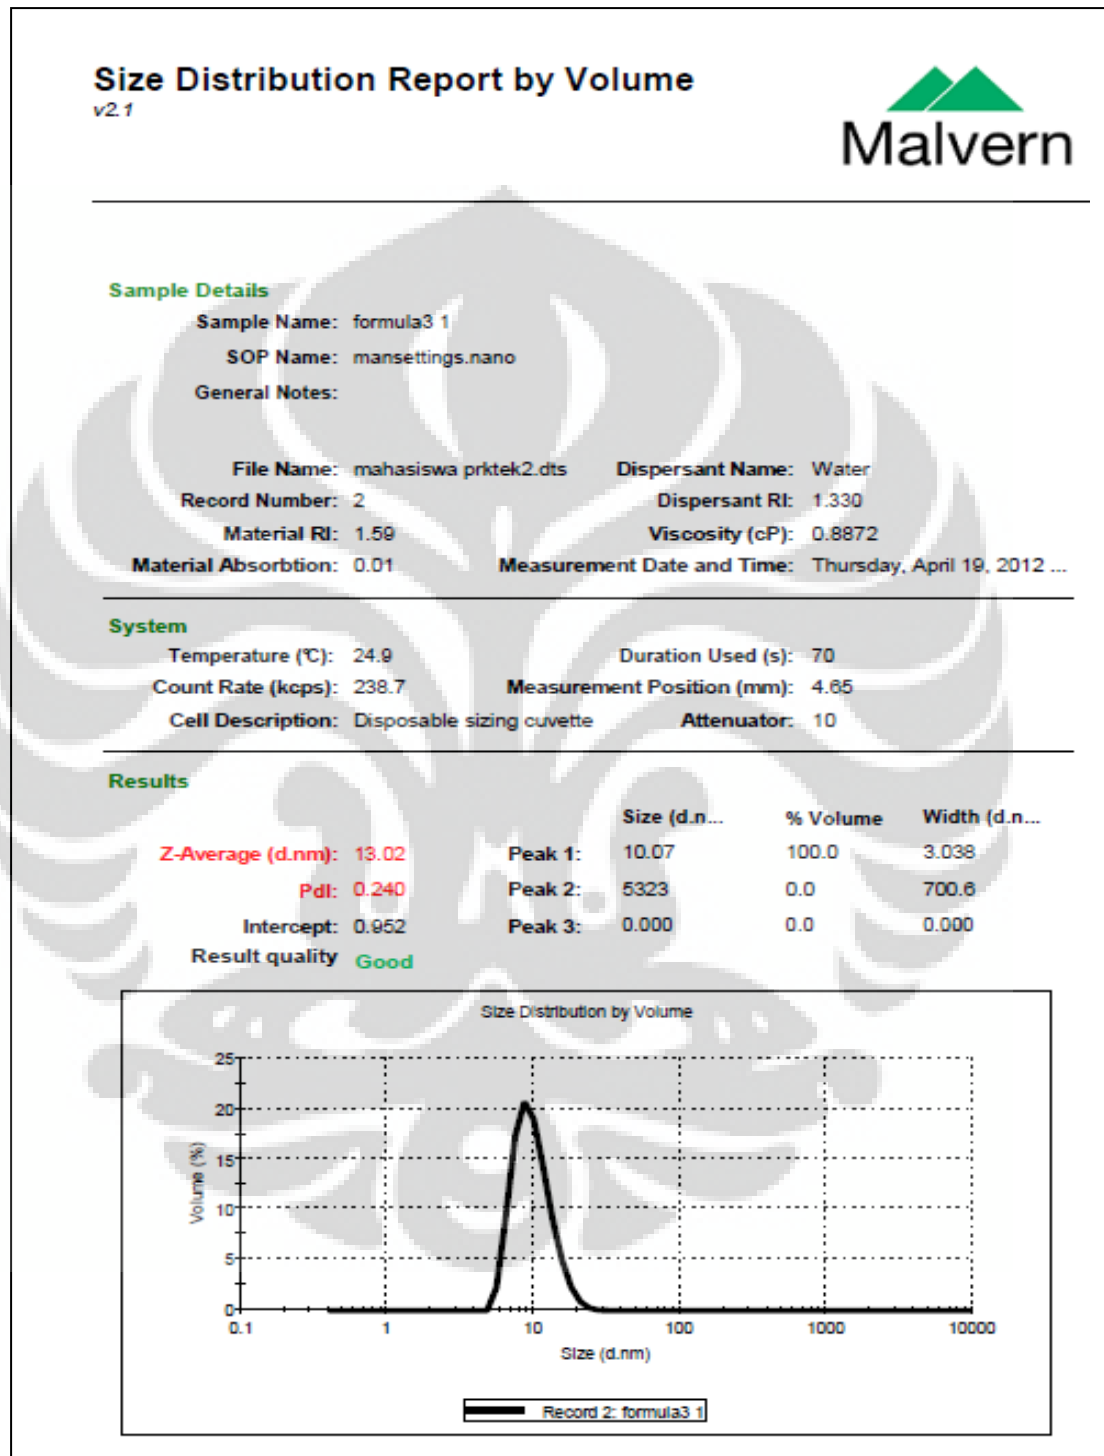 Size Distribution Report by Volume
v2.1
Malvern
Sample Details
Sample Name: formula3 1
SOP Name: mansettings.nano
General Notes:
File Name: mahasiswa prktek2.dts Dispersant Name: Water
Record Number: 2 Dispersant RI: 1.330
Material RI: 1.59 Viscosity (cP): 0.8872
Material Absorbtion: 0.01 Measurement Date and Time: Thursday, April 19, 2012 ...
System
Temperature (°C): 24.9 Duration Used (s): 70
Count Rate (kcps): 238.7 Measurement Position (mm): 4.65
Cell Description: Disposable sizing cuvette Attenuator: 10
Results
Size (d.n... % Volume Width (d.n...
Z-Average (d.nm): 13.02 Peak 1: 10.07 100.0 3.038
PdI: 0.240 Peak 2: 5323 0.0 700.6
Intercept: 0.952 Peak 3: 0.000 0.0 0.000
Result quality Good
Size Distribution by Volume
25
20
15
10
5
0
Volume (%)
0.1 1 10 100 1000 10000
Size (d.nm)
Record 2: formula3 1